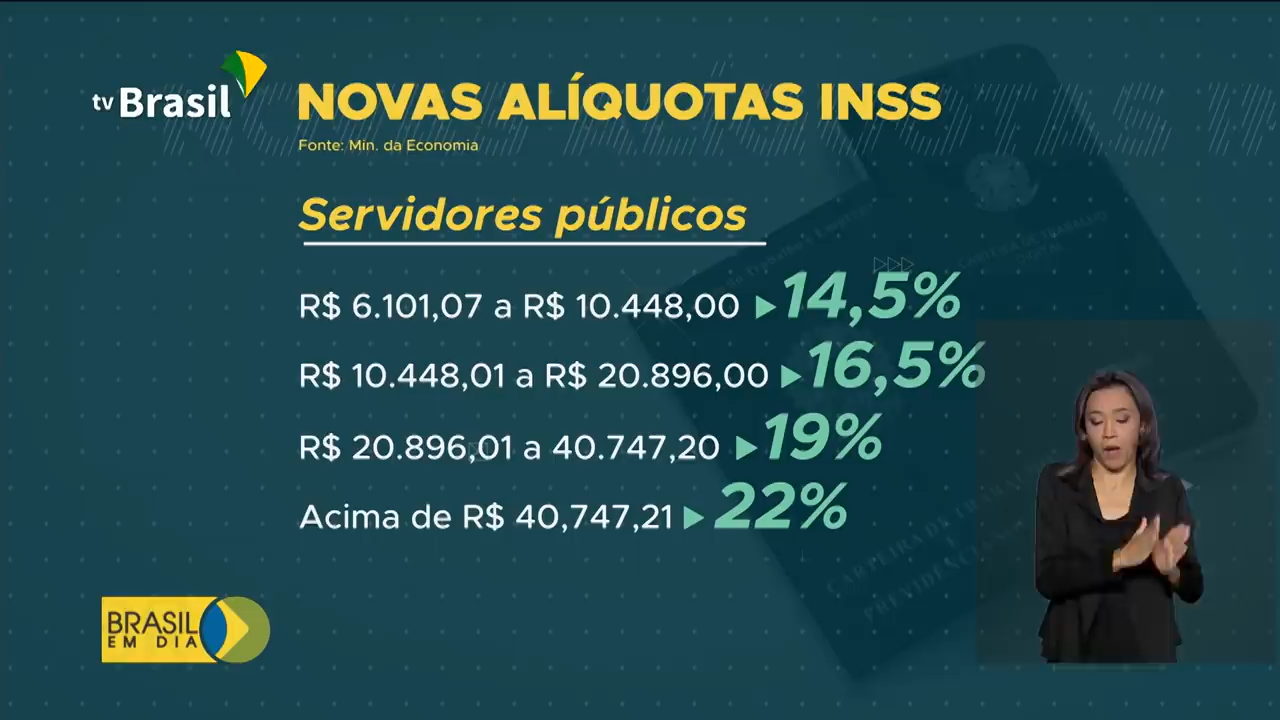 tv Brasil
NOVAS ALÍQUOTAS INSS
Fonte: Min. da Economia
Servidores públicos
R$ 6.101,07 a R$ 10.448,00 14,5%
R$ 10.448,01 a R$ 20.896,00 16,5%
R$ 20.896,01 a 40.747,20 19%
Acima de R$ 40,747,21 22%
BRASIL
EM DIA